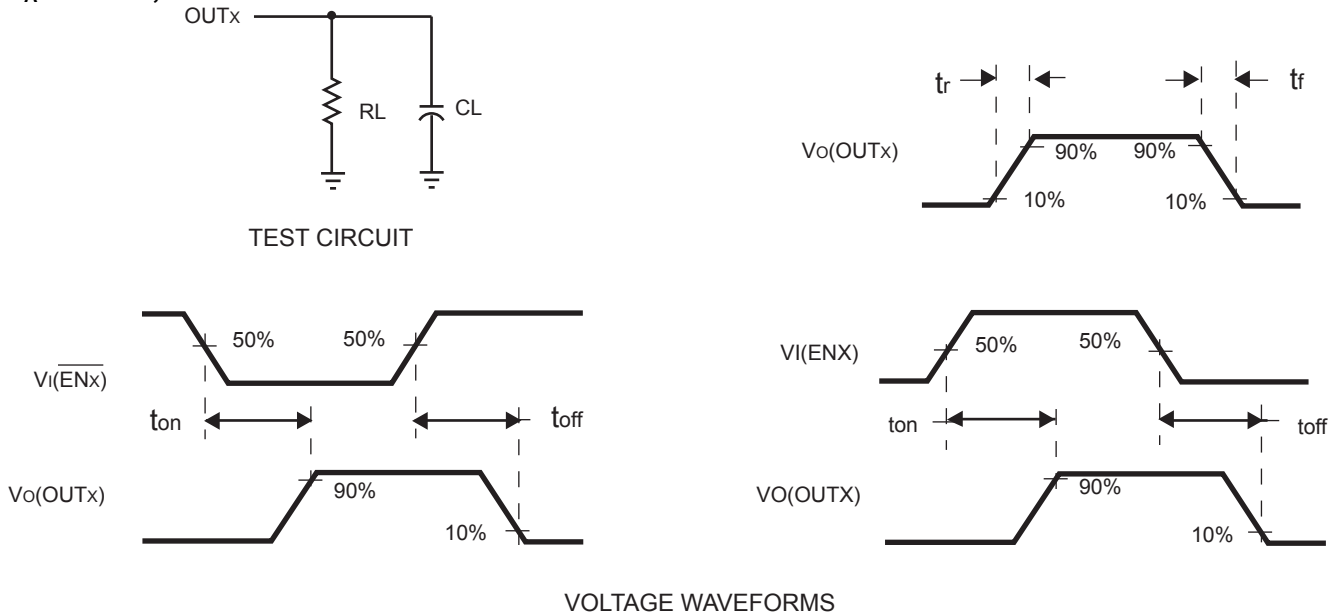 OUTx
RL
CL
TEST CIRCUIT
tr
tf
Vo(OUTx)
90%
90%
10%
10%
VI(ENx)
50%
50%
ton
toff
Vo(OUTx)
90%
10%
VI(ENX)
50%
50%
ton
toff
VO(OUTX)
90%
10%
VOLTAGE WAVEFORMS